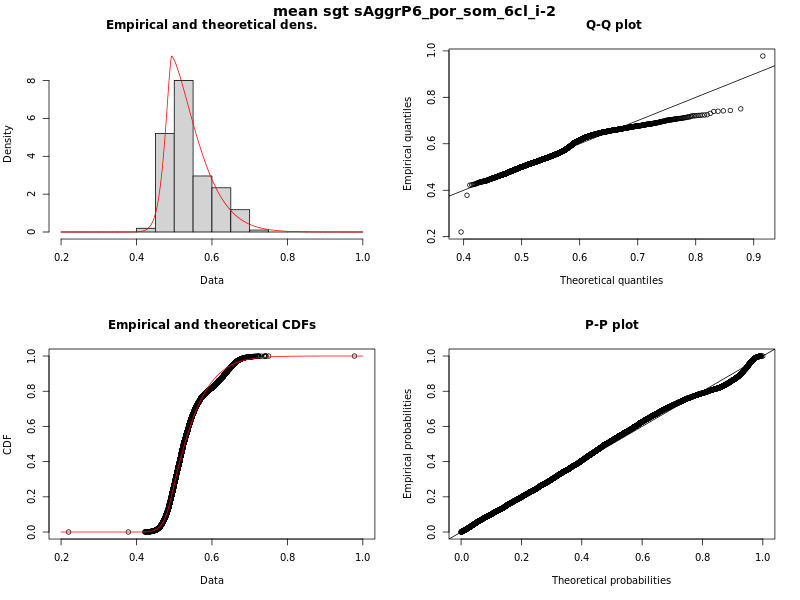 mean sgt sAggrP6_por_som_6cl_i-2
Empirical and theoretical dens.
Density
0 2 4 6 8
0.2 0.4 0.6 0.8 1.0
Data
Q-Q plot
Empirical quantiles
0.2 0.4 0.6 0.8 1.0
0.4 0.5 0.6 0.7 0.8 0.9
Theoretical quantiles
Empirical and theoretical CDFs
CDF
0.0 0.2 0.4 0.6 0.8 1.0
0.2 0.4 0.6 0.8 1.0
Data
P-P plot
Empirical probabilities
0.0 0.2 0.4 0.6 0.8 1.0
0.0 0.2 0.4 0.6 0.8 1.0
Theoretical probabilities